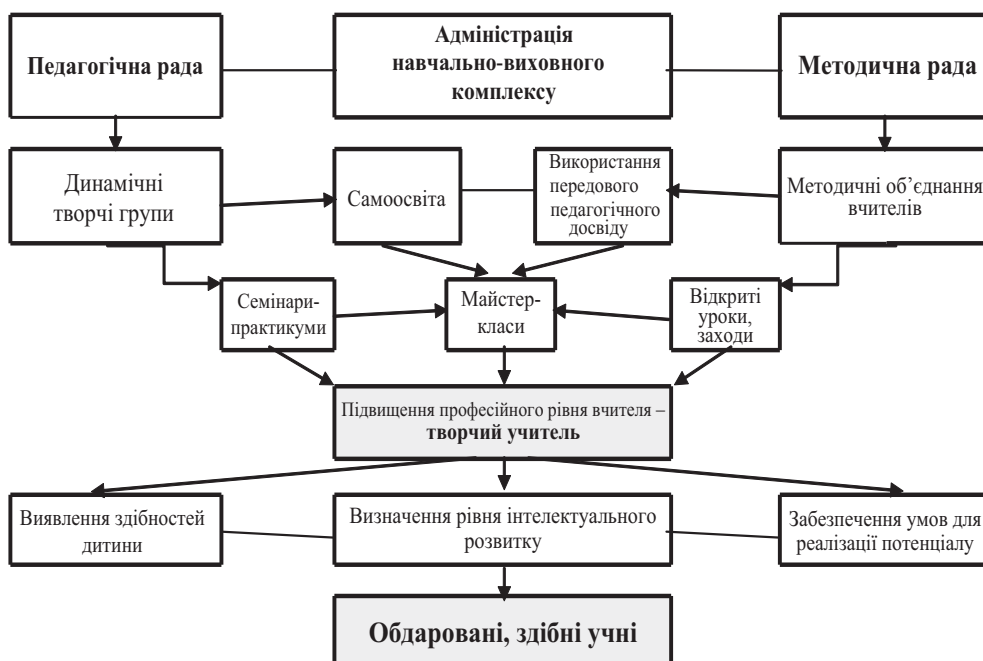 Педагогічна рада
Адміністрація
навчально-виховного
комплексу
Методична рада
Динамічні
творчі групи
Самоосвіта
Використання
передового
педагогічного
досвіду
Методичні об’єднання
вчителів
Семінари-
практикуми
Майстер-
класи
Відкриті
уроки,
заходи
Підвищення професійного рівня вчителя –
творчий учитель
Виявлення здібностей
дитини
Визначення рівня інтелектуального
розвитку
Забезпечення умов для
реалізації потенціалу
Обдаровані, здібні учні